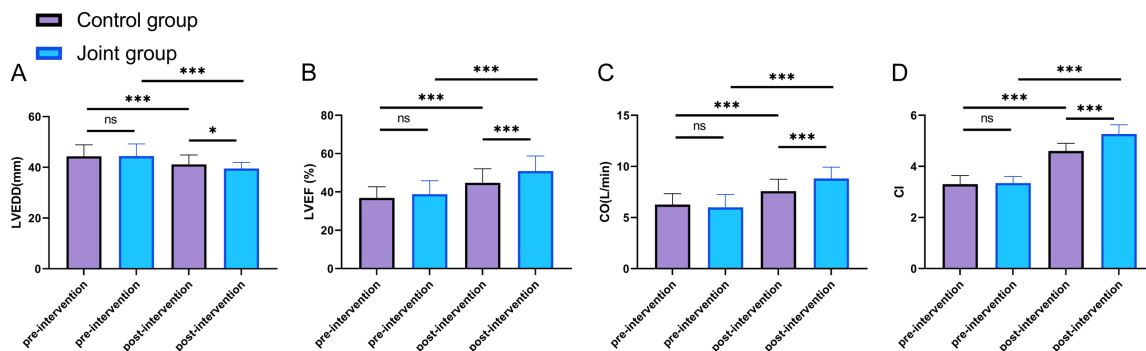 Control group
Joint group
A
***
***
ns
*
LVEDD(mm)
60
40
20
0
pre-intervention
pre-intervention
post-intervention
post-intervention
B
***
***
ns
***
LVEF (%)
80
60
40
20
0
pre-intervention
pre-intervention
post-intervention
post-intervention
C
***
***
ns
***
CO(L/min)
15
10
5
0
pre-intervention
pre-intervention
post-intervention
post-intervention
D
***
***
ns
***
CI
6
4
2
0
pre-intervention
pre-intervention
post-intervention
post-intervention